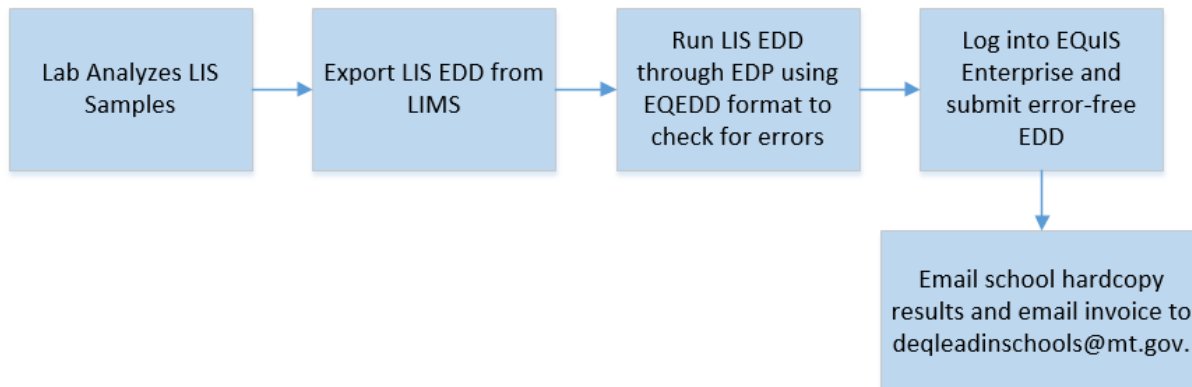 Lab Analyzes LIS
Samples
Export LIS EDD from
LIMS
Run LIS EDD
through EDP using
EQEDD format to
check for errors
Log into EQuIS
Enterprise and
submit error-free
EDD
Email school hardcopy
results and email invoice to
deqleadinschools@mt.gov.